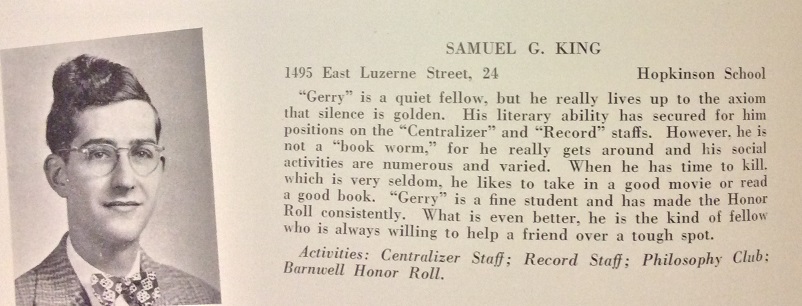 SAMUEL G. KING
1495 East Luzerne Street, 24 Hopkinson School
"Gerry" is a quiet fellow, but he really lives up to the axiom
that silence is golden. His literary ability has secured for him
positions on the "Centralizer" and "Record" staffs. However, he is
not a "book worm," for he really gets around and his social
activities are numerous and varied. When he has time to kill,
which is very seldom, he likes to take in a good movie or read
a good book. "Gerry" is a fine student and has made the Honor
Roll consistently. What is even better, he is the kind of fellow
who is always willing to help a friend over a tough spot.
Activities: Centralizer Staff; Record Staff; Philosophy Club;
Barnwell Honor Roll.